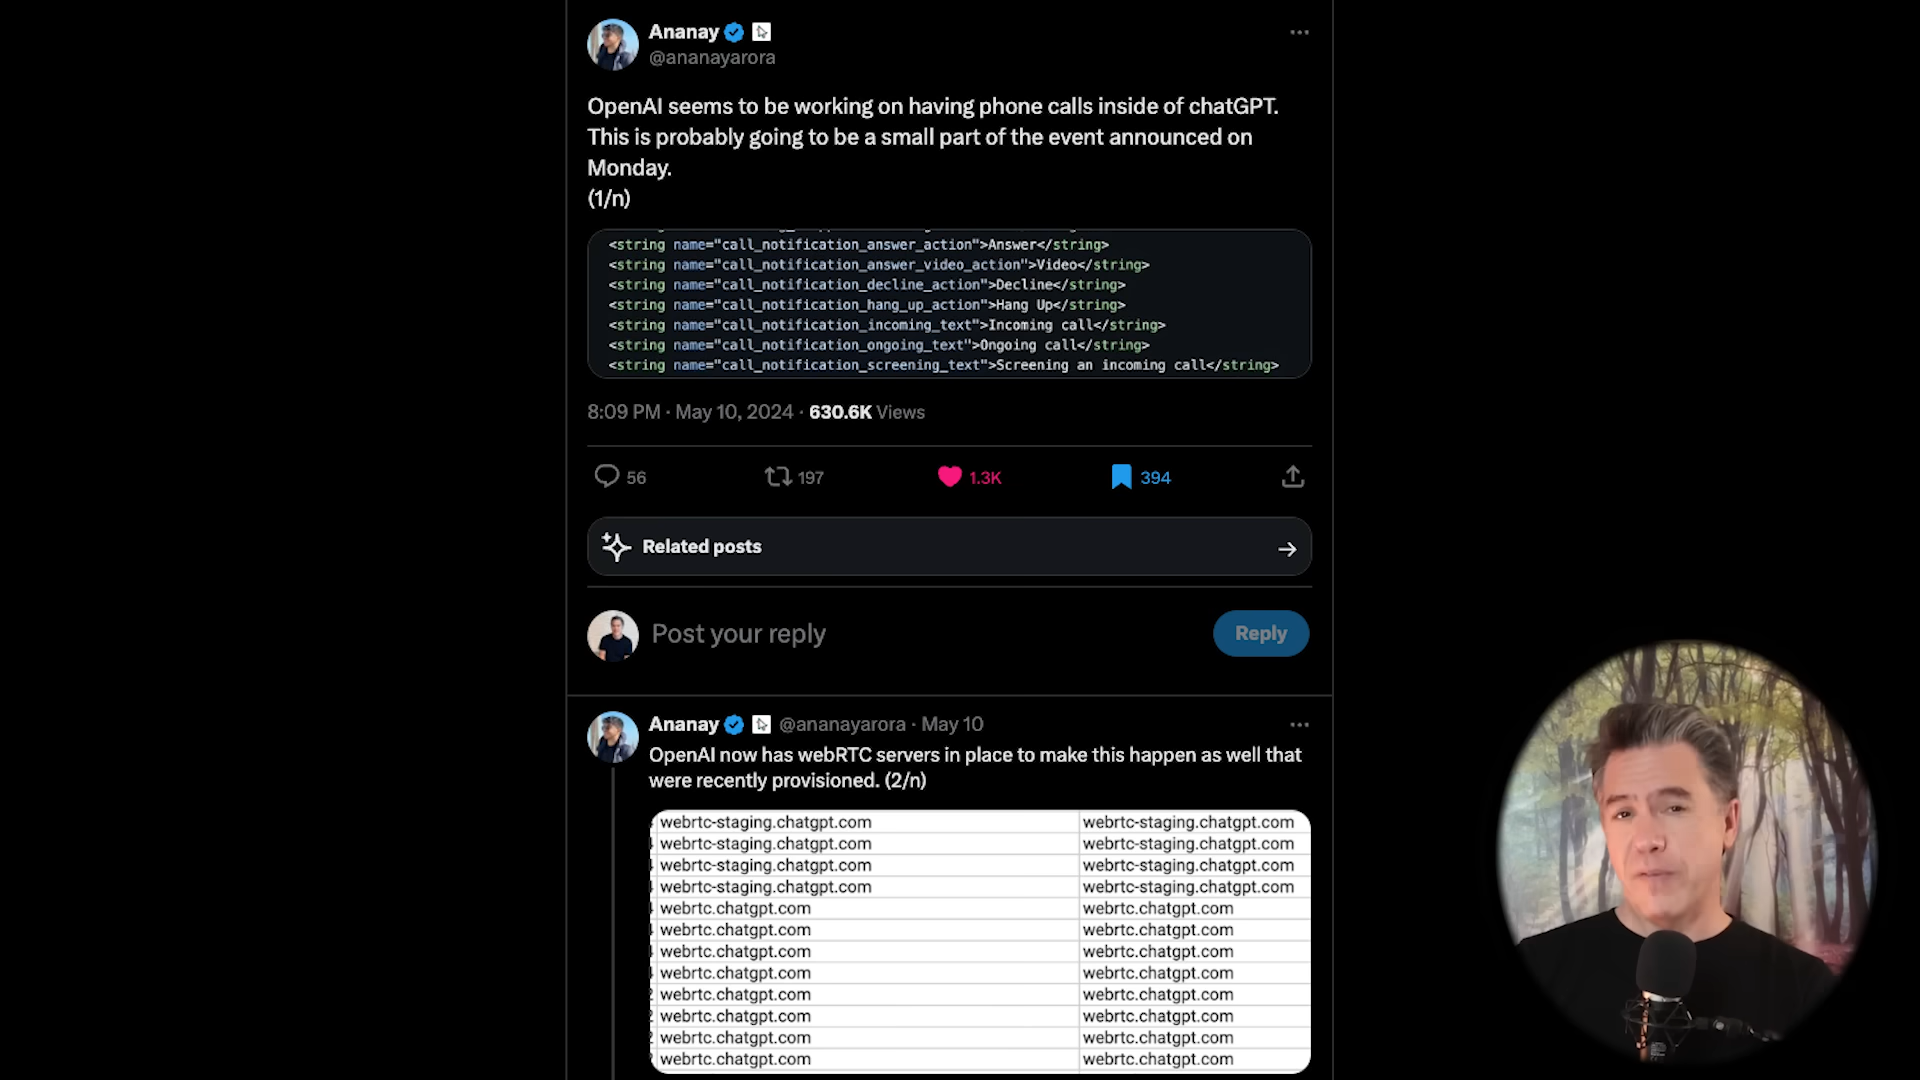 Ananay
@ananayarora
OpenAI seems to be working on having phone calls inside of chatGPT.
This is probably going to be a small part of the event announced on
Monday.
(1/n)
<string name="call_notification_answer_action">Answer</string>
<string name="call_notification_answer_video_action">Video</string>
<string name="call_notification_decline_action">Decline</string>
<string name="call_notification_hang_up_action">Hang Up</string>
<string name="call_notification_incoming_text">Incoming call</string>
<string name="call_notification_ongoing_text">Ongoing call</string>
<string name="call_notification_screening_text">Screening an incoming call</string>
8:09 PM · May 10, 2024 · 630.6K Views
56 197 1.3K 394
Related posts
Post your reply Reply
Ananay @ananayarora · May 10
OpenAI now has webRTC servers in place to make this happen as well that
were recently provisioned. (2/n)
webrtc-staging.chatgpt.com webrtc-staging.chatgpt.com
webrtc-staging.chatgpt.com webrtc-staging.chatgpt.com
webrtc-staging.chatgpt.com webrtc-staging.chatgpt.com
webrtc-staging.chatgpt.com webrtc-staging.chatgpt.com
webrtc.chatgpt.com webrtc.chatgpt.com
webrtc.chatgpt.com webrtc.chatgpt.com
webrtc.chatgpt.com webrtc.chatgpt.com
webrtc.chatgpt.com webrtc.chatgpt.com
webrtc.chatgpt.com webrtc.chatgpt.com
webrtc.chatgpt.com webrtc.chatgpt.com
webrtc.chatgpt.com webrtc.chatgpt.com
webrtc.chatgpt.com webrtc.chatgpt.com